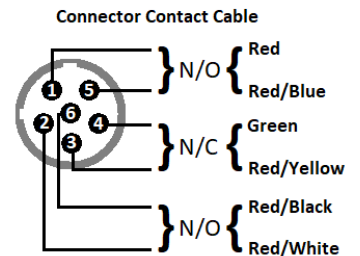 Connector Contact Cable
Red
1 5 } N/O {
Red/Blue
6
Green
2 4 } N/C {
3
Red/Yellow
Red/Black
} N/O {
Red/White